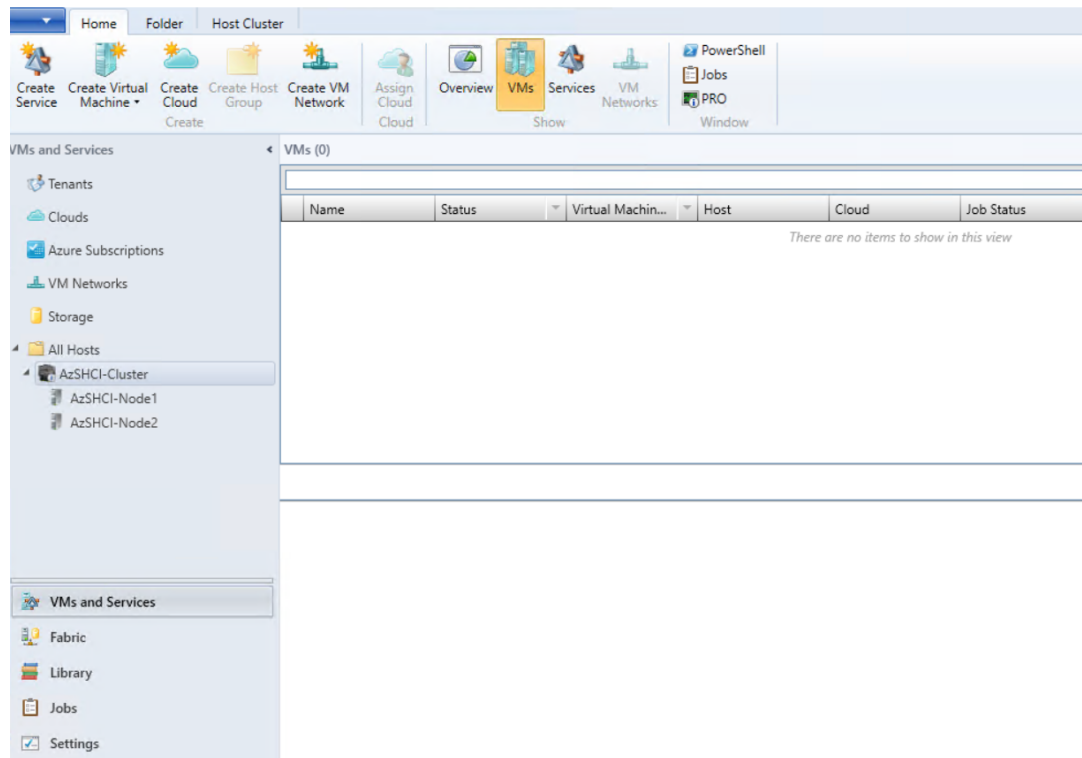 Home Folder Host Cluster
Create Service
Create Virtual Machine
Create Cloud
Create Host Group
Create VM Network
Assign Cloud
Overview
VMs
Services
VM Networks
PowerShell
Jobs
PRO
Create
Cloud
Show
Window
VMs and Services
VMs (0)
Tenants
Clouds
Azure Subscriptions
VM Networks
Storage
All Hosts
AzSHCI-Cluster
AzSHCI-Node1
AzSHCI-Node2
Name Status Virtual Machin... Host Cloud Job Status
There are no items to show in this view
VMs and Services
Fabric
Library
Jobs
Settings